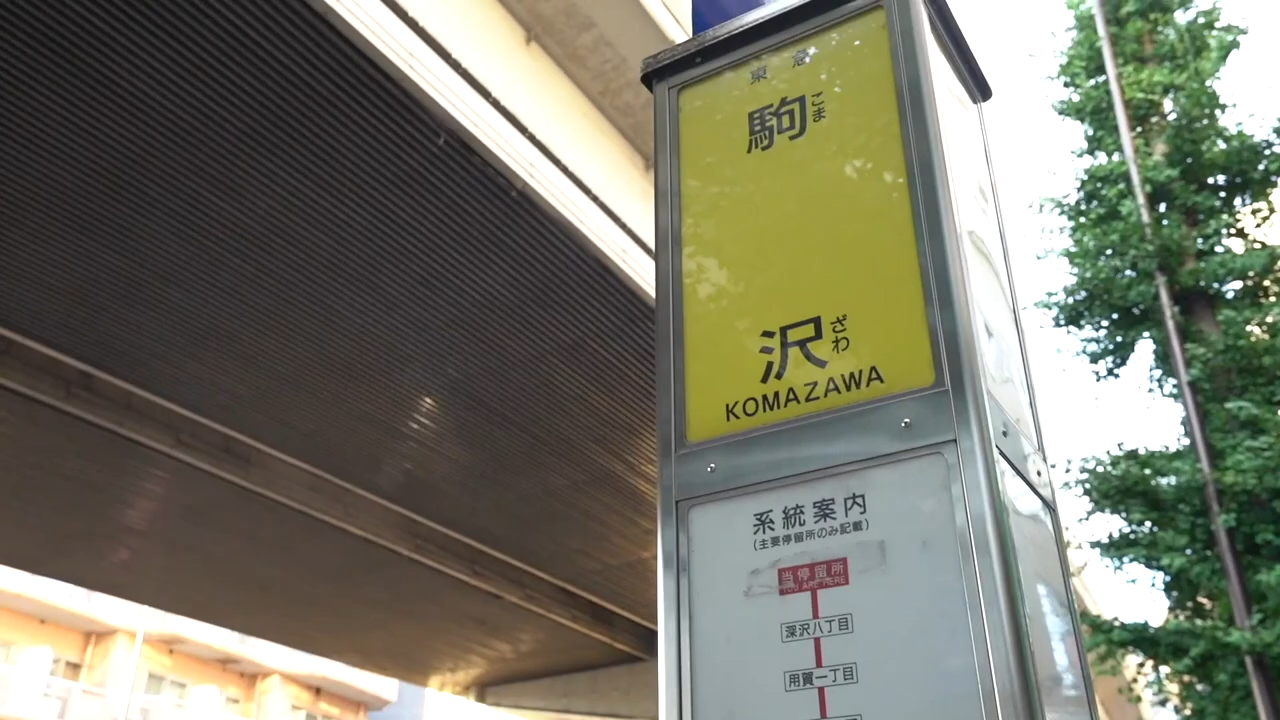 東急
駒
こま
沢
ざわ
KOMAZAWA
系統案内
(主要停留所のみ記載)
当停留所
YOU ARE HERE
深沢八丁目
用賀一丁目